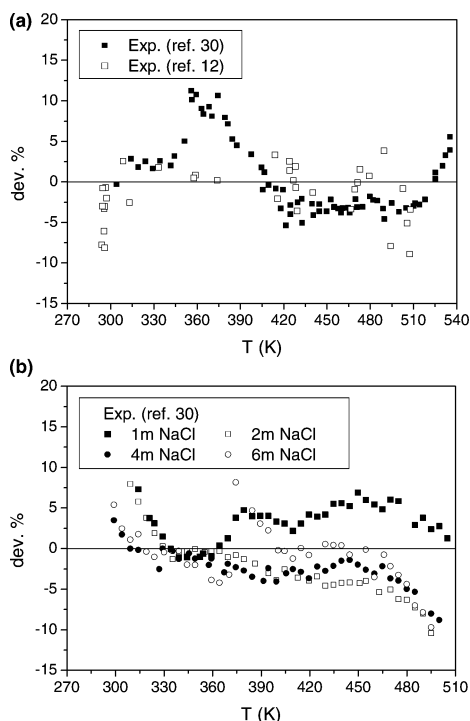 (a)
20
15
10
5
0
-5
-10
-15
dev. %
Exp. (ref. 30)
Exp. (ref. 12)
270 300 330 360 390 420 450 480 510 540
T (K)
(b)
20
15
10
5
0
-5
-10
-15
dev. %
Exp. (ref. 30)
1m NaCl 2m NaCl
4m NaCl 6m NaCl
270 300 330 360 390 420 450 480 510
T (K)